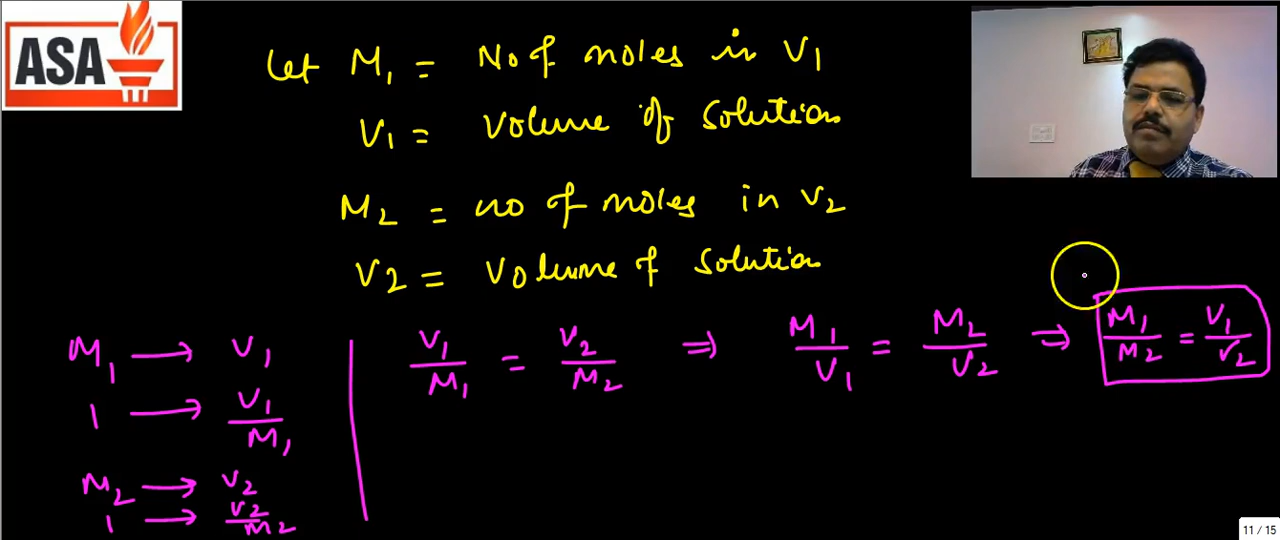 ASA
Let M₁ = No of moles in V₁
V₁ = Volume of solution
M₂ = no of moles in V₂
V₂ = Volume of solution
M₁ → V₁
1 → V₁/M₁
M₂ → V₂
1 → V₂/M₂
V₁/M₁ = V₂/M₂ ⇒ M₁/V₁ = M₂/V₂ ⇒ M₁/M₂ = V₁/V₂
11 / 15